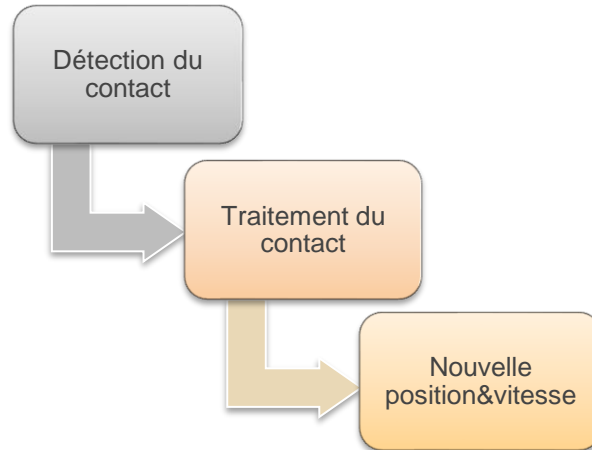 Détection du
contact
Traitement du
contact
Nouvelle
position&vitesse